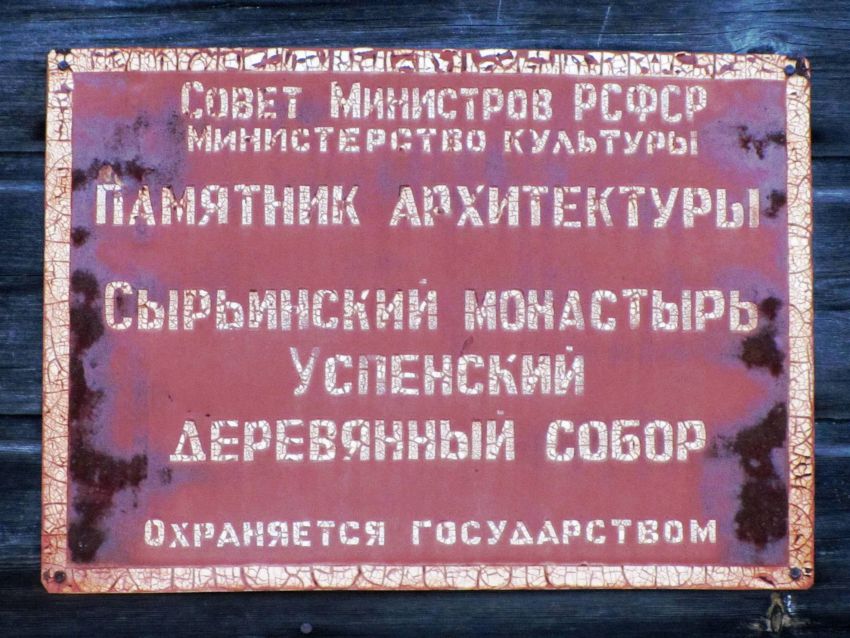 Совет Министров РСФСР
Министерство культуры
Памятник архитектуры
Сырьинский монастырь
Успенский
деревянный собор
Охраняется государством